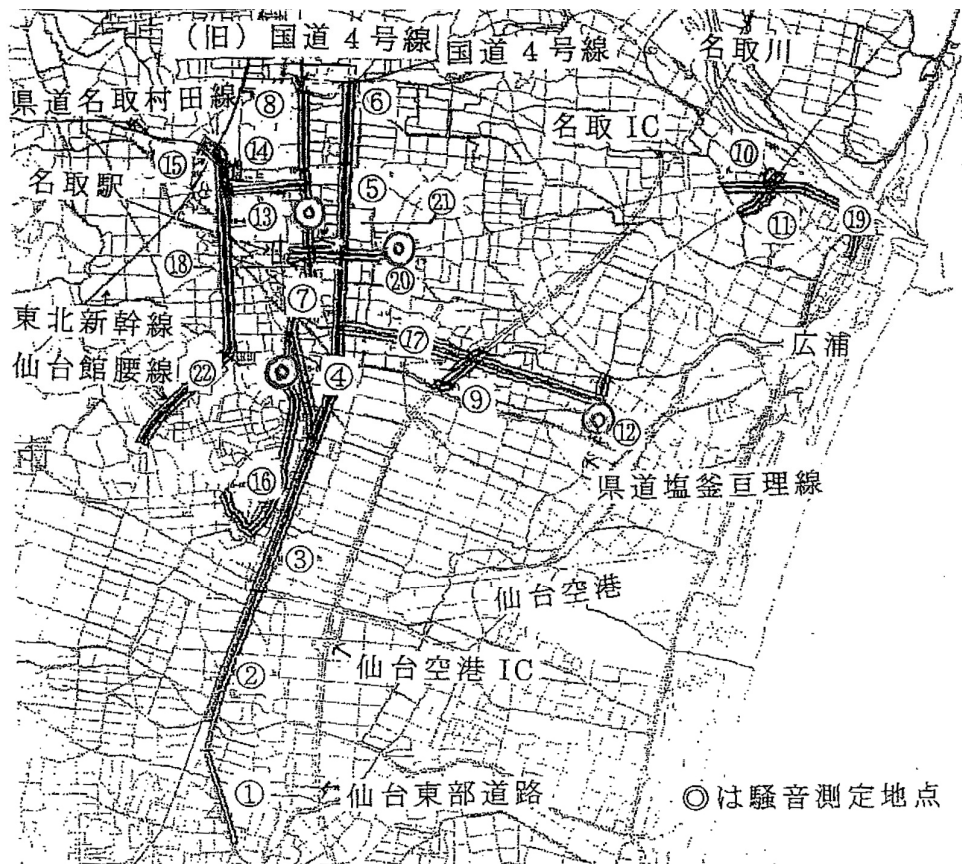 (旧)国道4号線
国道4号線
名取川
県道名取村田線
⑧
⑥
名取IC
⑮
⑭
⑩
名取駅
⑤
㉑
⑬
⑪
⑲
⑱
⑳
⑦
東北新幹線
⑰
広浦
仙台館腰線
㉒
④
⑨
⑫
県道塩釜亘理線
⑯
③
仙台空港
②
仙台空港IC
①
仙台東部道路
◎は騒音測定地点